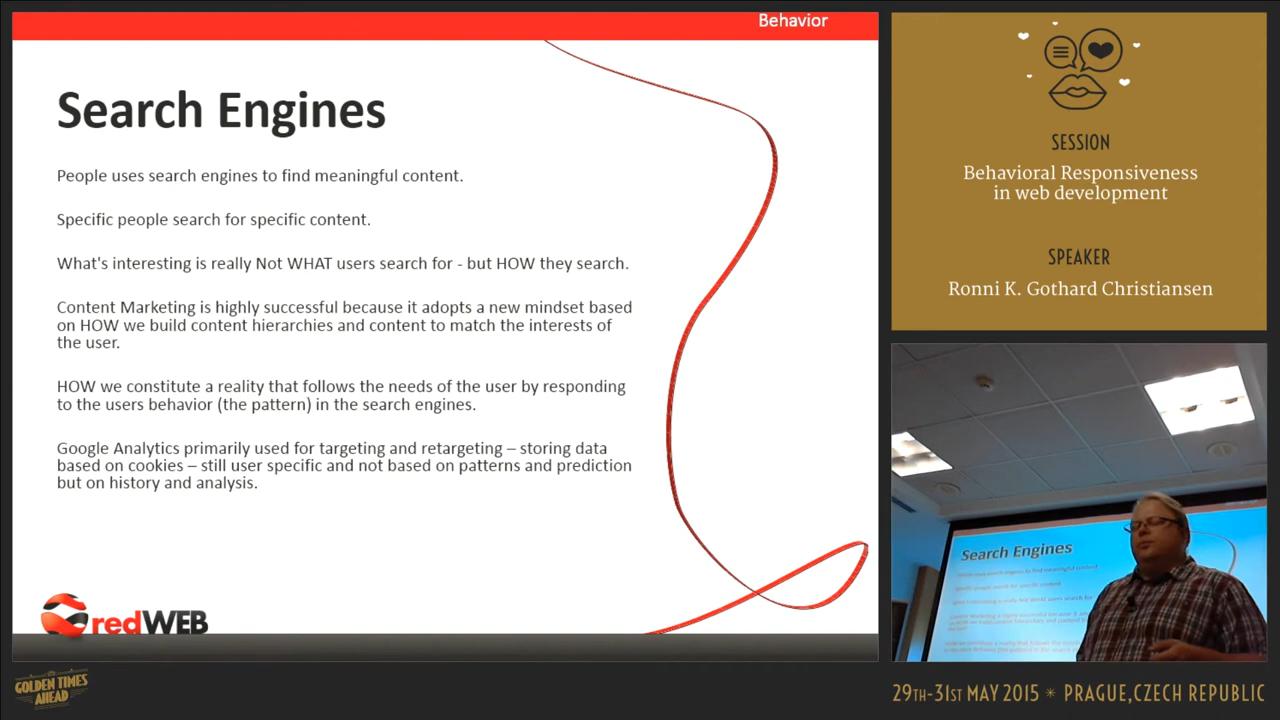 Behavior
Search Engines
People uses search engines to find meaningful content.
Specific people search for specific content.
What's interesting is really Not WHAT users search for - but HOW they search.
Content Marketing is highly successful because it adopts a new mindset based
on HOW we build content hierarchies and content to match the interests of
the user.
HOW we constitute a reality that follows the needs of the user by responding
to the users behavior (the pattern) in the search engines.
Google Analytics primarily used for targeting and retargeting – storing data
based on cookies – still user specific and not based on patterns and prediction
but on history and analysis.
redWEB
SESSION
Behavioral Responsiveness
in web development
SPEAKER
Ronni K. Gothard Christiansen
Search Engines
GOLDEN TIMES
AHEAD
29TH-31ST MAY 2015 * PRAGUE,CZECH REPUBLIC